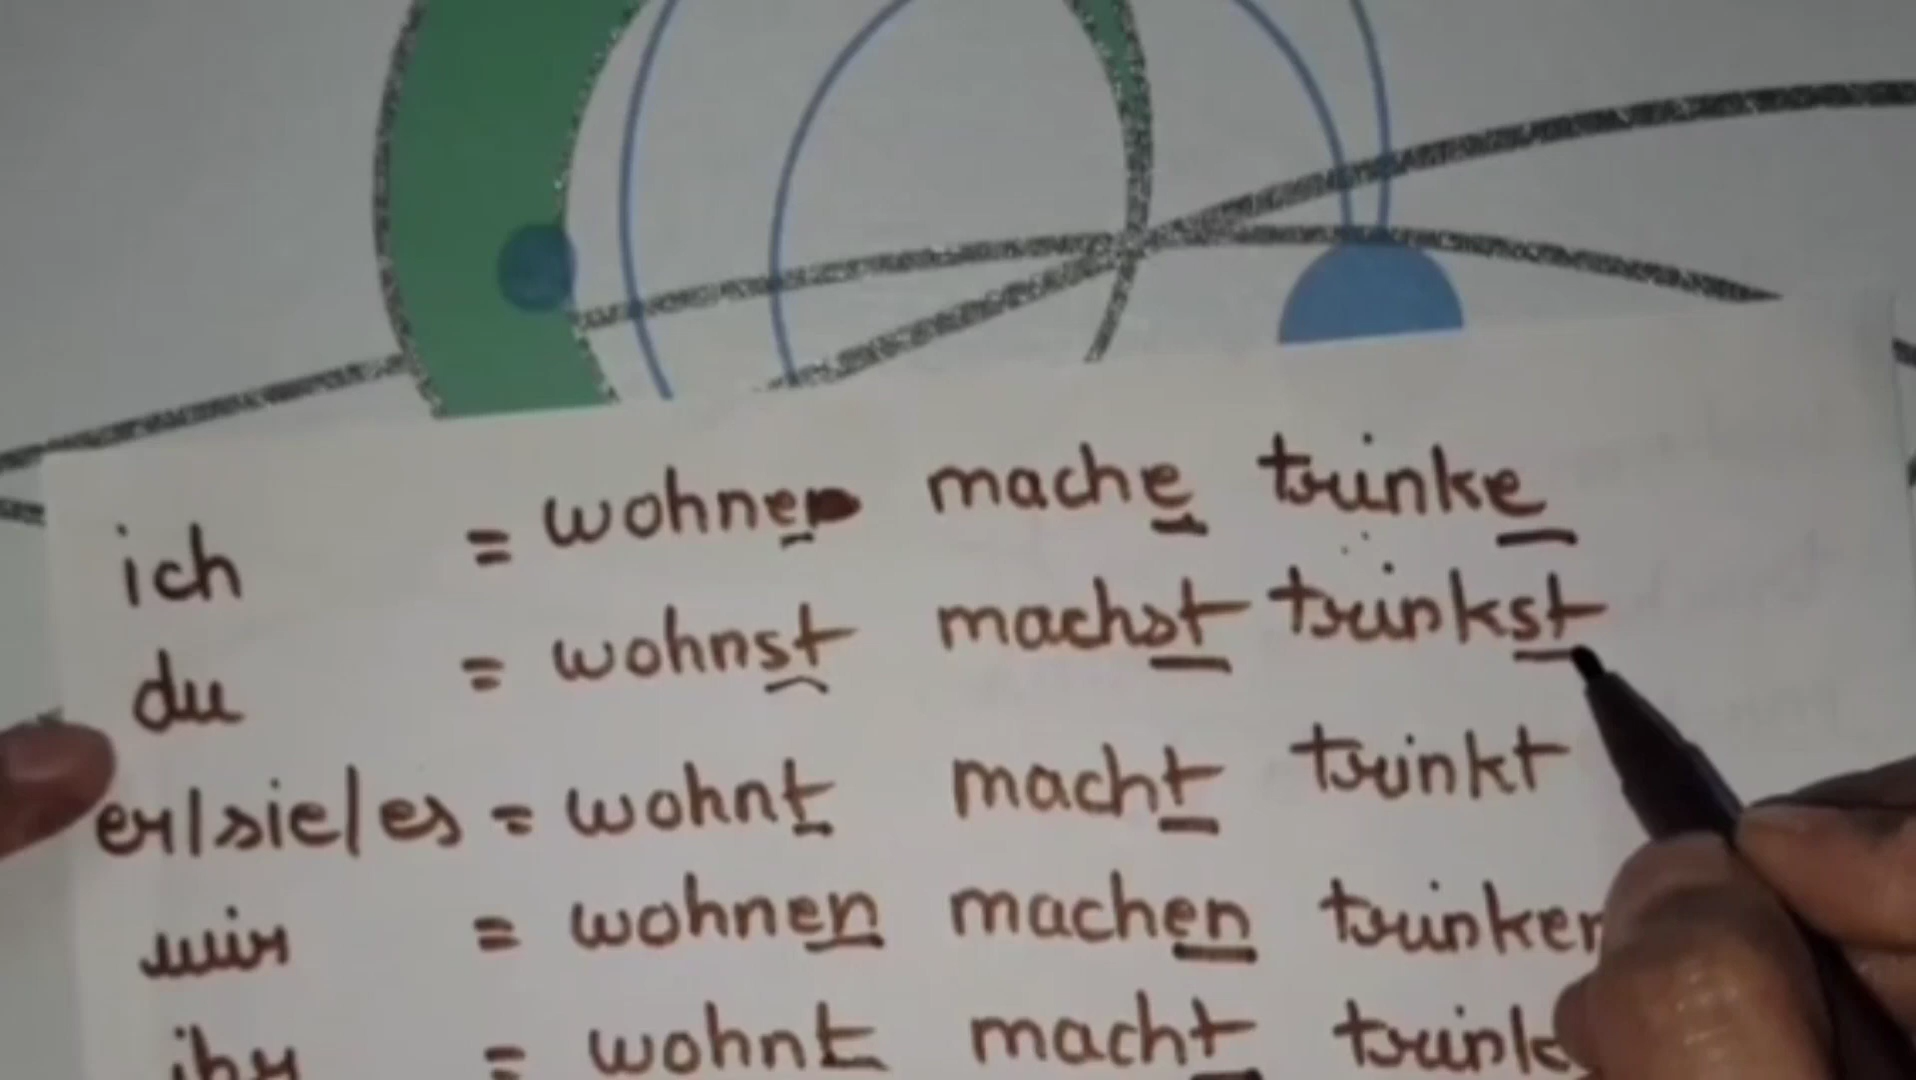 ich = wohne mache trinke
du = wohnst machst trinkst
er/sie/es = wohnt macht trinkt
wir = wohnen machen
ihr = wohnt macht